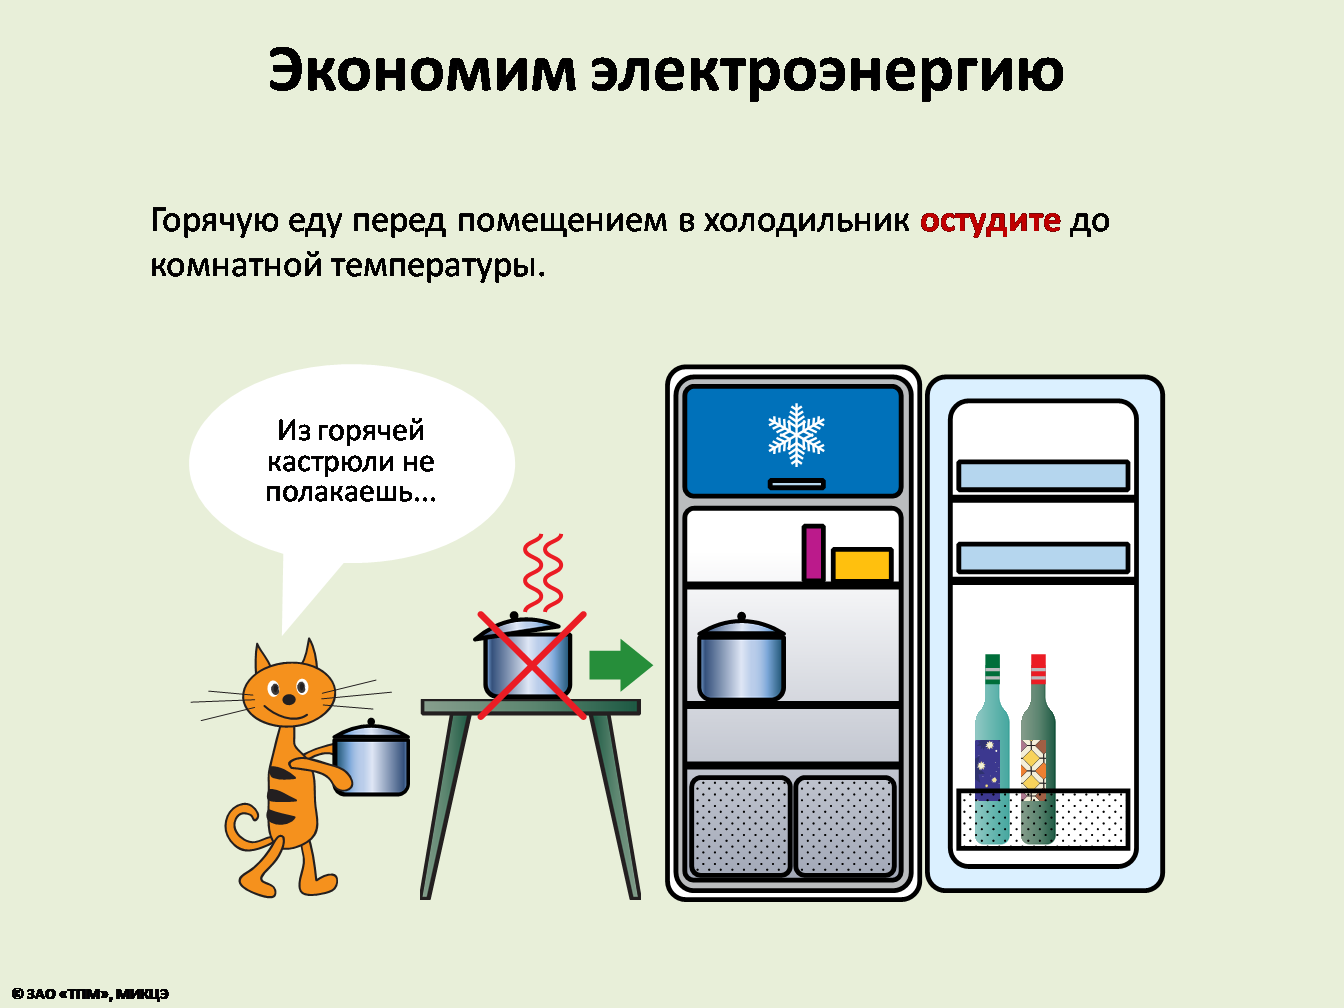 Экономим электроэнергию
Горячую еду перед помещением в холодильник остудите до
комнатной температуры.
Из горячей
кастрюли не
полакаешь...
© ЗАО «ТПМ», МИКЦЭ